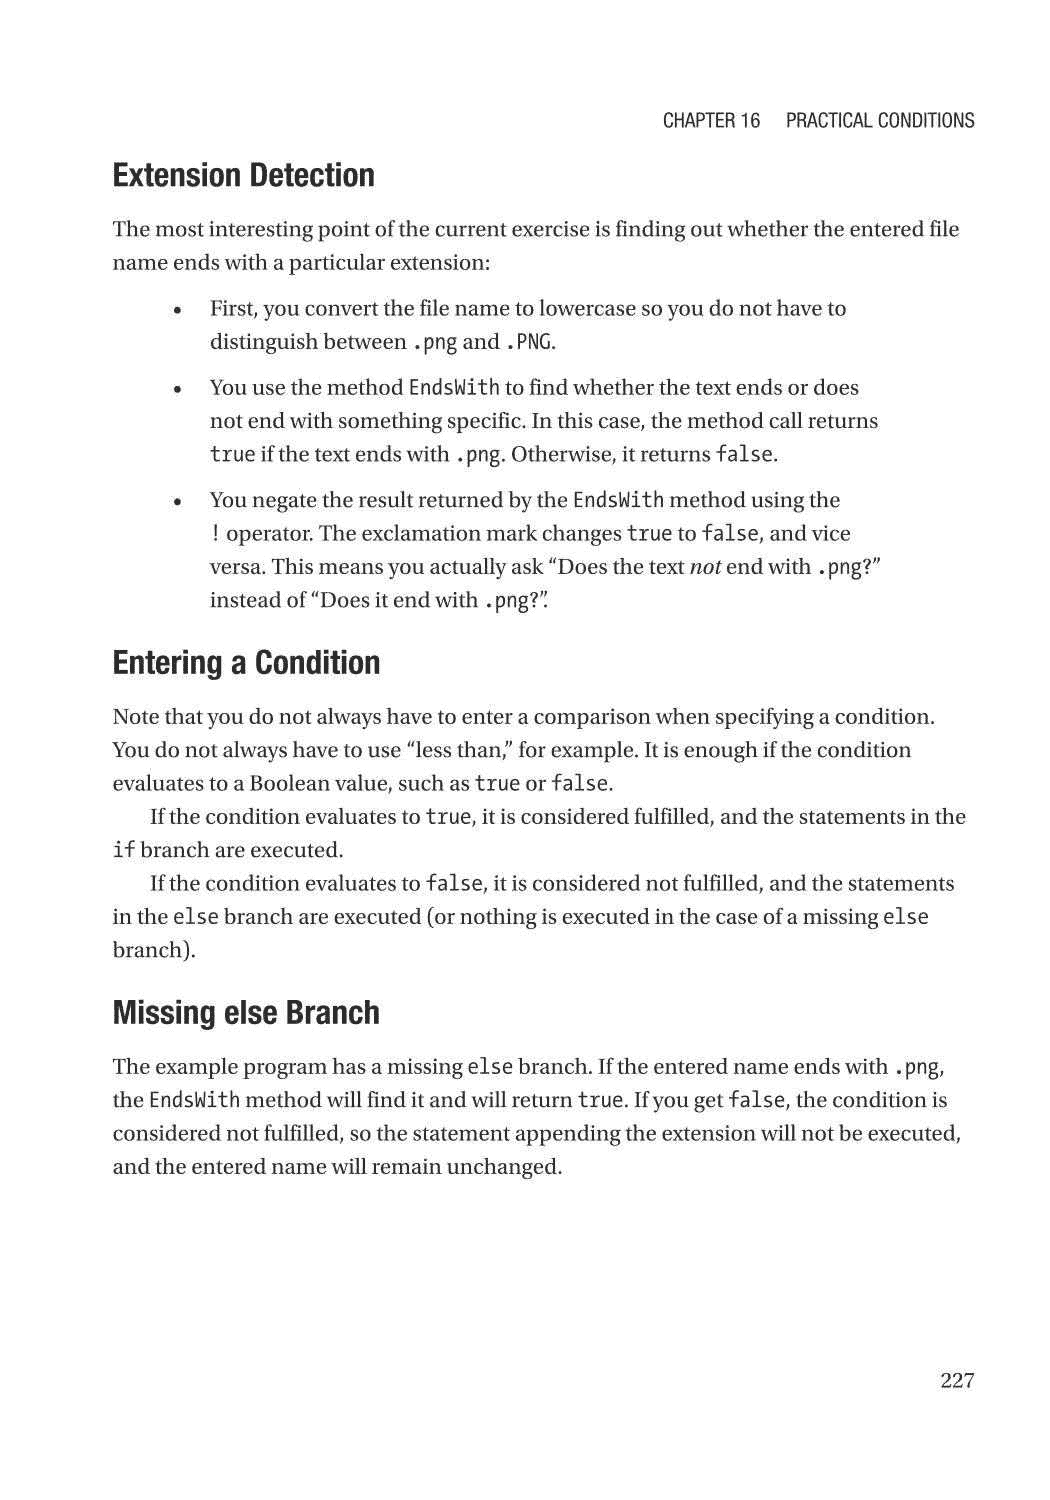 CHAPTER 16 PRACTICAL CONDITIONS
Extension Detection
The most interesting point of the current exercise is finding out whether the entered file
name ends with a particular extension:
• First, you convert the file name to lowercase so you do not have to
distinguish between .png and .PNG.
• You use the method EndsWith to find whether the text ends or does
not end with something specific. In this case, the method call returns
true if the text ends with .png. Otherwise, it returns false.
• You negate the result returned by the EndsWith method using the
! operator. The exclamation mark changes true to false, and vice
versa. This means you actually ask “Does the text not end with .png?”
instead of “Does it end with .png?”.
Entering a Condition
Note that you do not always have to enter a comparison when specifying a condition.
You do not always have to use “less than,” for example. It is enough if the condition
evaluates to a Boolean value, such as true or false.
If the condition evaluates to true, it is considered fulfilled, and the statements in the
if branch are executed.
If the condition evaluates to false, it is considered not fulfilled, and the statements
in the else branch are executed (or nothing is executed in the case of a missing else
branch).
Missing else Branch
The example program has a missing else branch. If the entered name ends with .png,
the EndsWith method will find it and will return true. If you get false, the condition is
considered not fulfilled, so the statement appending the extension will not be executed,
and the entered name will remain unchanged.
227